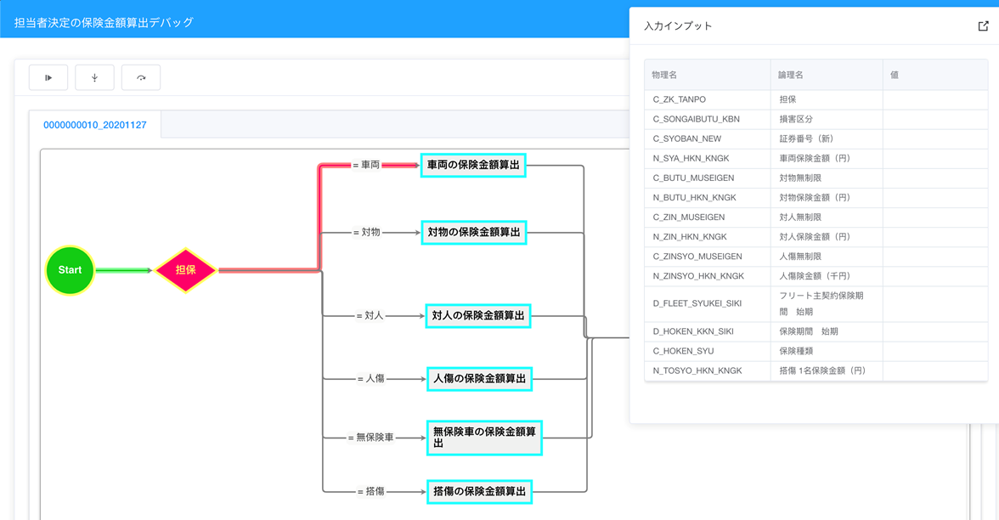 担当者決定の保険金額算出デバッグ
入力インプット
0000000010_20201127
Start
担保
= 車両
車両の保険金額算出
= 対物
対物の保険金額算出
= 対人
対人の保険金額算出
= 人傷
人傷の保険金額算出
= 無保険車
無保険車の保険金額算
出
= 搭傷
搭傷の保険金額算出
物理名 論理名 値
C_ZK_TANPO 担保
C_SONGAIBUTU_KBN 損害区分
C_SYOBAN_NEW 証券番号（新）
N_SYA_HKN_KNGK 車両保険金額（円）
C_BUTU_MUSEIGEN 対物無制限
N_BUTU_HKN_KNGK 対物保険金額（円）
C_ZIN_MUSEIGEN 対人無制限
N_ZIN_HKN_KNGK 対人保険金額（円）
C_ZINSYO_MUSEIGEN 人傷無制限
N_ZINSYO_HKN_KNGK 人傷険金額（千円）
D_FLEET_SYUKEI_SIKI フリート主契約保険期
間　始期
D_HOKEN_KKN_SIKI 保険期間　始期
C_HOKEN_SYU 保険種類
N_TOSYO_HKN_KNGK 搭傷 1名保険金額（円）